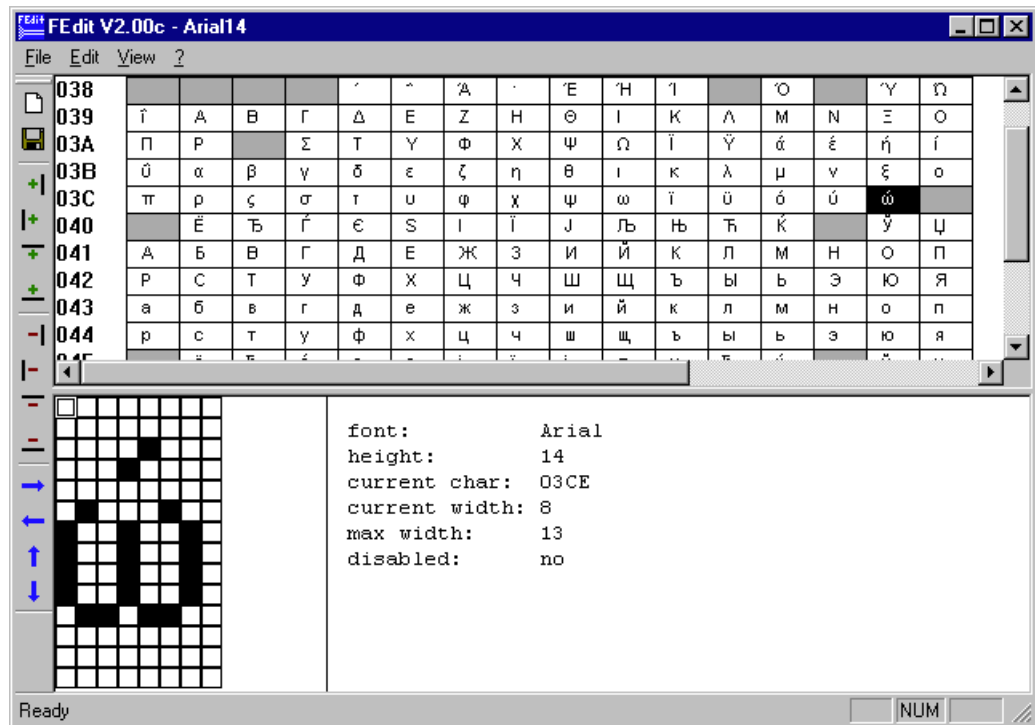 FEdit FEdit V2.00c - Arial14
File Edit View ?
038 ΄ ΅ Ά · Έ Ή Ί Ό Ύ Ώ
039 ΐ Α Β Γ Δ Ε Ζ Η Θ Ι Κ Λ Μ Ν Ξ Ο
03A Π Ρ Σ Τ Υ Φ Χ Ψ Ω Ϊ Ϋ ά έ ή ί
03B ΰ α β γ δ ε ζ η θ ι κ λ μ ν ξ ο
03C π ρ ς σ τ υ φ χ ψ ω ϊ ϋ ό ύ ώ
040 Ё Ђ Ѓ Є Ѕ І Ї Ј Љ Њ Ћ Ќ Ў Џ
041 А Б В Г Д Е Ж З И Й К Л М Н О П
042 Р С Т У Ф Х Ц Ч Ш Щ Ъ Ы Ь Э Ю Я
043 а б в г д е ж з и й к л м н о п
044 р с т у ф х ц ч ш щ ъ ы ь э ю я
font: Arial
height: 14
current char: 03CE
current width: 8
max width: 13
disabled: no
Ready NUM